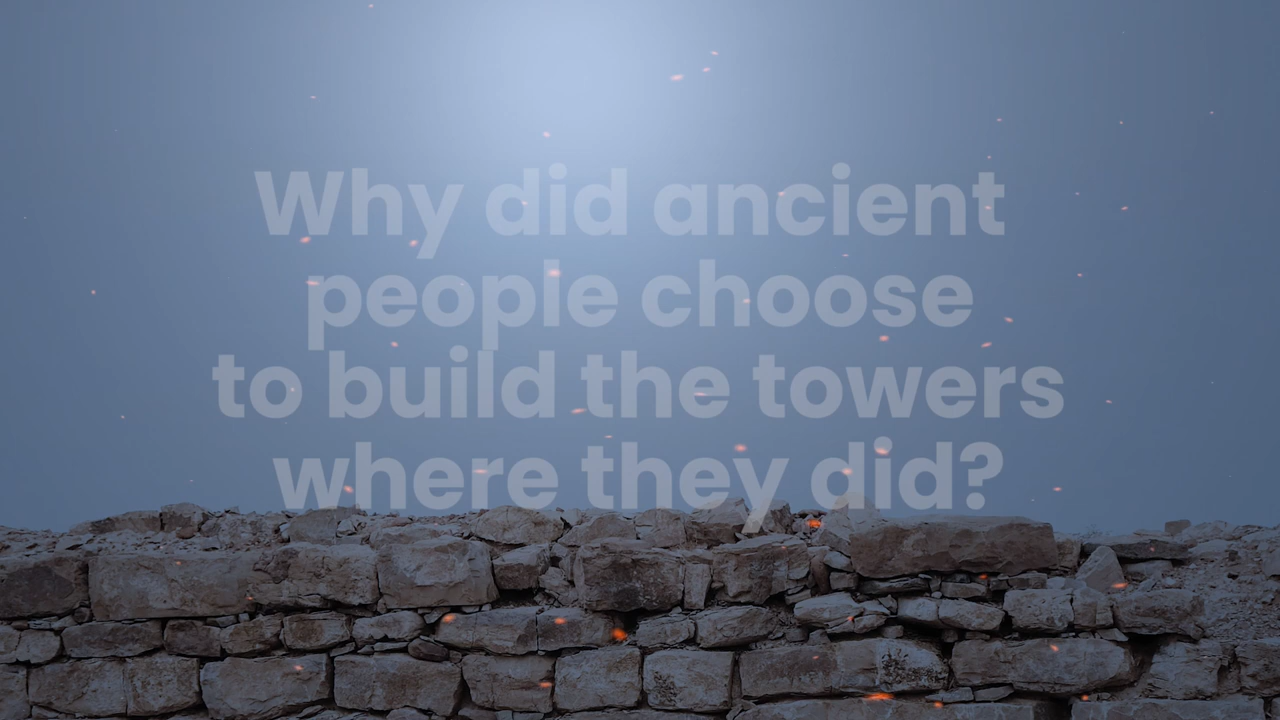 Why did ancient
people choose
to build the towers
where they did?